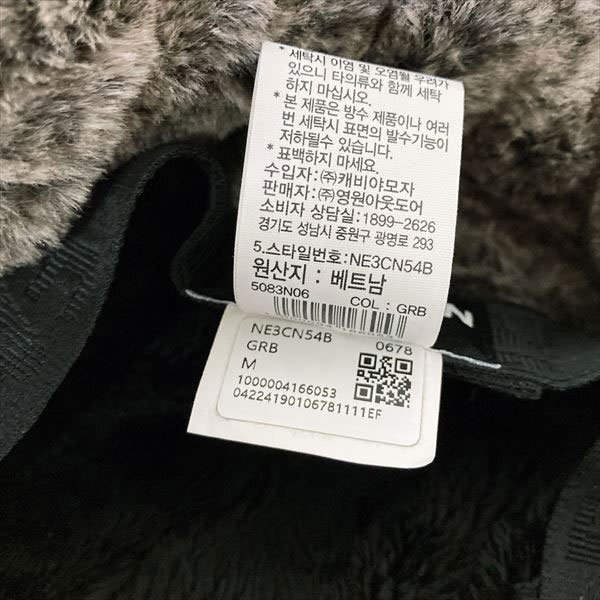 * 세탁시 이염 및 오염될 우려가
있으니 타의류와 함께 세탁
하지 마십시오.
* 본 제품은 방수 제품이나 여러
번 세탁시 표면의 발수기능이
저하될수 있습니다.
* 표백하지 마세요.
수입자:(주)캐비야모자
판매자:(주)영원아웃도어
소비자 상담실:1899-2626
경기도 성남시 중원구 광명로 293
5.스타일번호:NE3CN54B
원산지 : 베트남
5083N06 COL : GRB
N
NE3CN54B 0678
GRB
M
1000004166053
04224190106781111EF